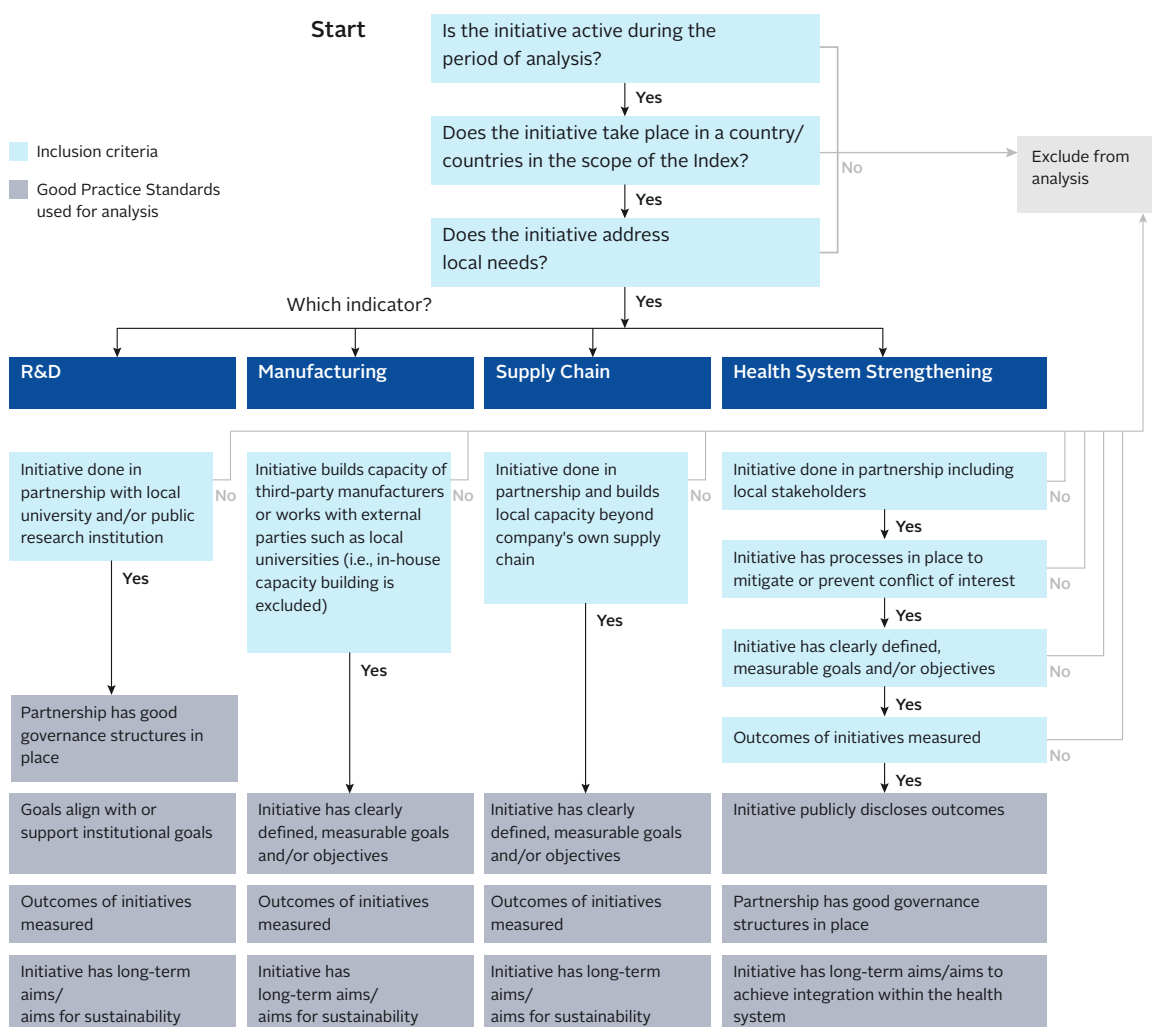 Start
Is the initiative active during the
period of analysis?
Yes
Inclusion criteria
Good Practice Standards
used for analysis
Does the initiative take place in a country/
countries in the scope of the Index?
No
Exclude from
analysis
Yes
Does the initiative address
local needs?
Yes
Which indicator?
R&D
Manufacturing
Supply Chain
Health System Strengthening
Initiative done in
partnership with local
university and/or public
research institution
No
Yes
Initiative builds capacity of
third-party manufacturers
or works with external
parties such as local
universities (i.e., in-house
capacity building is
excluded)
No
Yes
Initiative done in
partnership and builds
local capacity beyond
company's own supply
chain
No
Yes
Initiative done in partnership including
local stakeholders
No
Yes
Initiative has processes in place to
mitigate or prevent conflict of interest
No
Yes
Initiative has clearly defined,
measurable goals and/or objectives
No
Yes
Outcomes of initiatives measured
No
Yes
Partnership has good
governance structures in
place
Goals align with or
support institutional goals
Outcomes of initiatives
measured
Initiative has long-term
aims/
aims for sustainability
Initiative has clearly
defined, measurable goals
and/or objectives
Outcomes of initiatives
measured
Initiative has
long-term aims/
aims for sustainability
Initiative has clearly
defined, measurable goals
and/or objectives
Outcomes of initiatives
measured
Initiative has long-term
aims/
aims for sustainability
Initiative publicly discloses outcomes
Partnership has good governance
structures in place
Initiative has long-term aims/aims to
achieve integration within the health
system